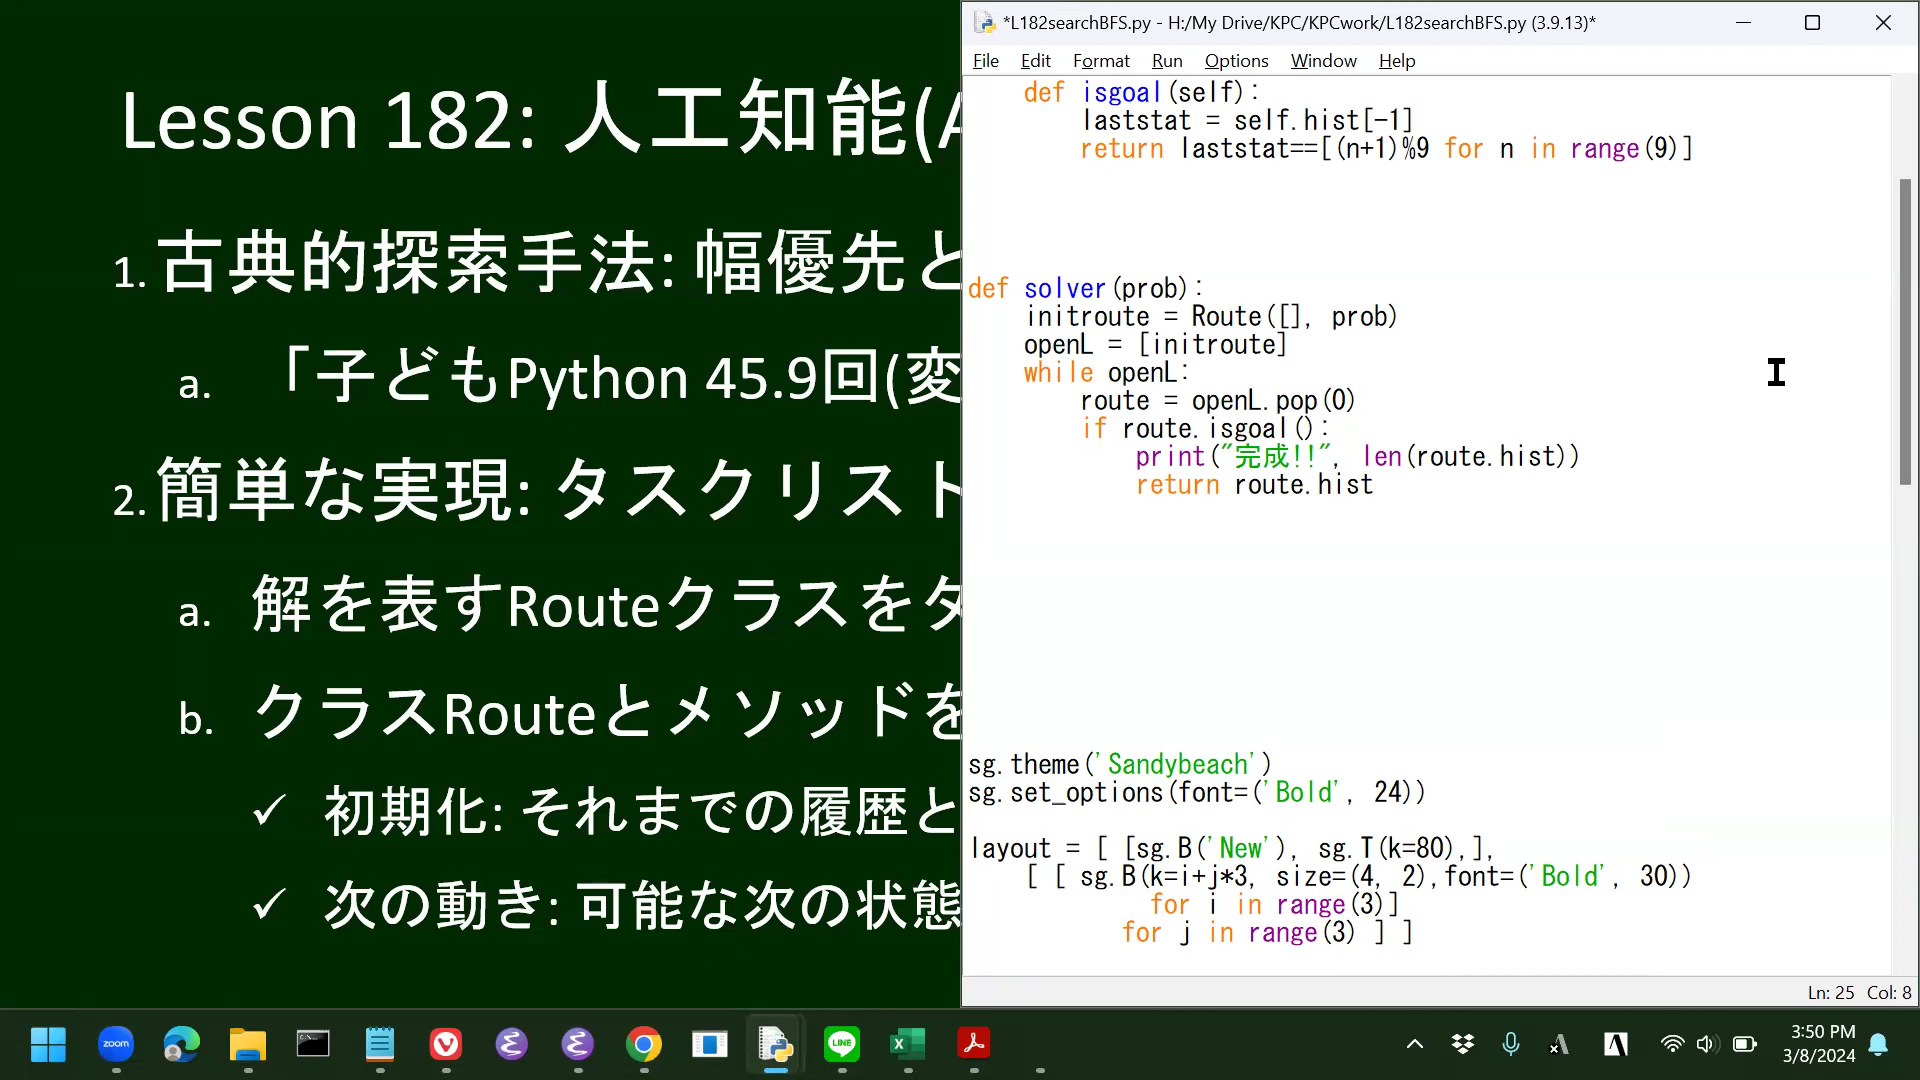 Lesson 182: 人工知能(A
1. 古典的探索手法: 幅優先と
a. 「子どもPython 45.9回(変
2. 簡単な実現: タスクリスト
a. 解を表すRouteクラスをタ
b. クラスRouteとメソッドを
✓ 初期化: それまでの履歴と
✓ 次の動き: 可能な次の状態
*L182searchBFS.py - H:/My Drive/KPC/KPCwork/L182searchBFS.py (3.9.13)*
File Edit Format Run Options Window Help
def isgoal(self):
laststat = self.hist[-1]
return laststat==[(n+1)%9 for n in range(9)]
def solver(prob):
initroute = Route([], prob)
openL = [initroute]
while openL:
route = openL.pop(0)
if route.isgoal():
print("完成!!", len(route.hist))
return route.hist
sg.theme('Sandybeach')
sg.set_options(font=('Bold', 24))
layout = [ [sg.B('New'), sg.T(k=80),],
[ [ sg.B(k=i+j*3, size=(4, 2),font=('Bold', 30))
for i in range(3)]
for j in range(3) ] ]
Ln: 25 Col: 8
zoom
LINE
3:50 PM
3/8/2024